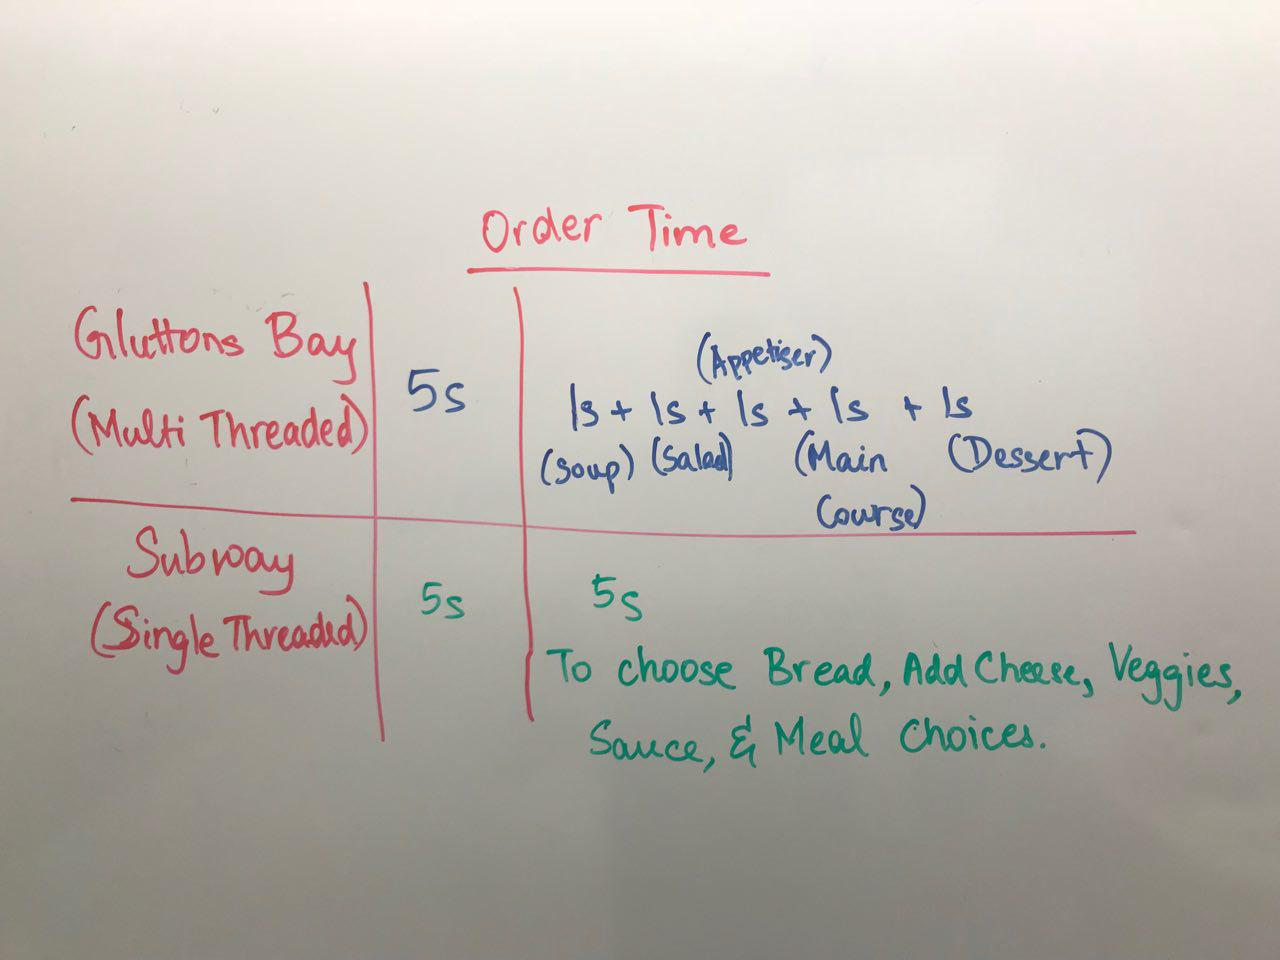 Order Time
Gluttons Bay
(Multi Threaded)
5s
(Appetiser)
1s + 1s + 1s + 1s + 1s
(Soup) (Salad) (Main Course) (Dessert)
Subway
(Single Threaded)
5s
5s
To choose Bread, Add Cheese, Veggies,
Sauce, & Meal Choices.